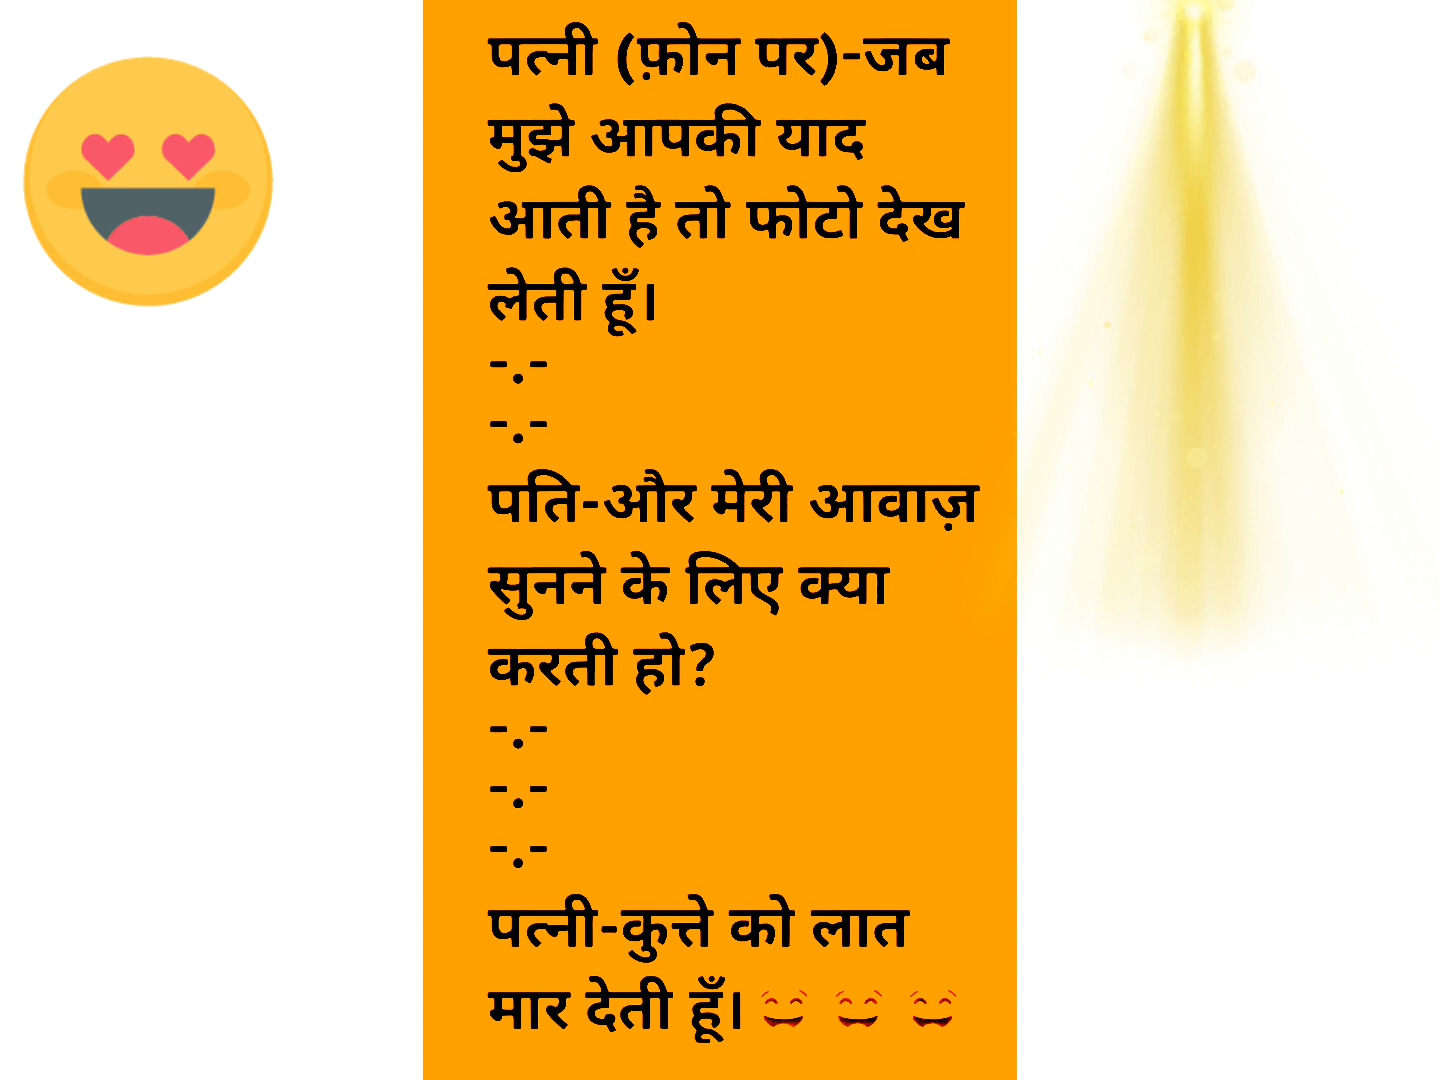 पत्नी (फ़ोन पर)-जब
मुझे आपकी याद
आती है तो फोटो देख
लेती हूँ।
-.-
-.-
पति-और मेरी आवाज़
सुनने के लिए क्या
करती हो?
-.-
-.-
-.-
पत्नी-कुत्ते को लात
मार देती हूँ।